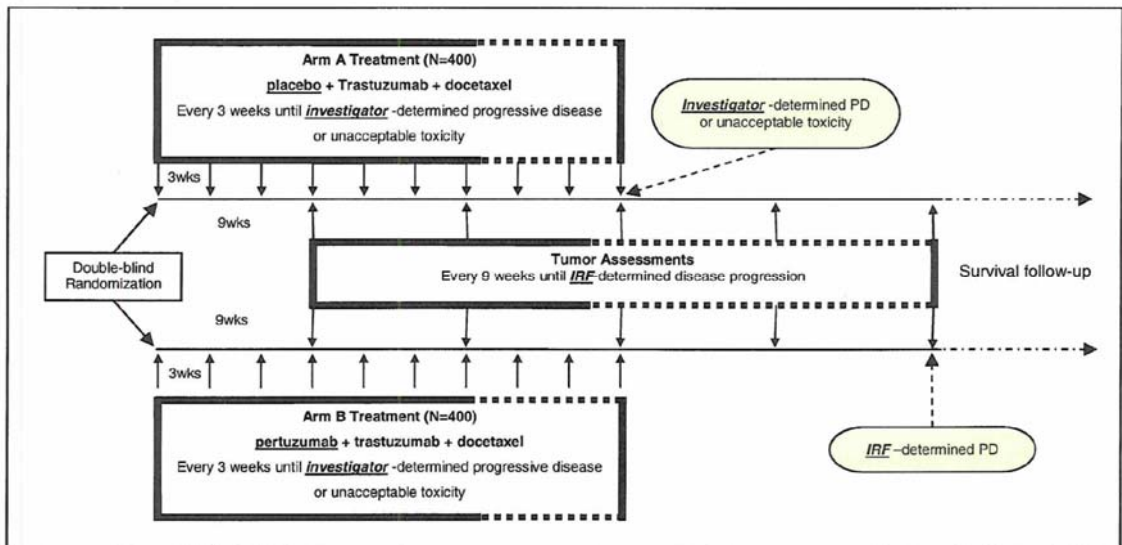 Arm A Treatment (N=400)
placebo + Trastuzumab + docetaxel
Every 3 weeks until investigator -determined progressive disease
or unacceptable toxicity
Investigator -determined PD
or unacceptable toxicity
3wks
9wks
Double-blind
Randomization
Tumor Assessments
Every 9 weeks until IRF-determined disease progression
Survival follow-up
9wks
3wks
Arm B Treatment (N=400)
pertuzumab + trastuzumab + docetaxel
Every 3 weeks until investigator -determined progressive disease
or unacceptable toxicity
IRF –determined PD